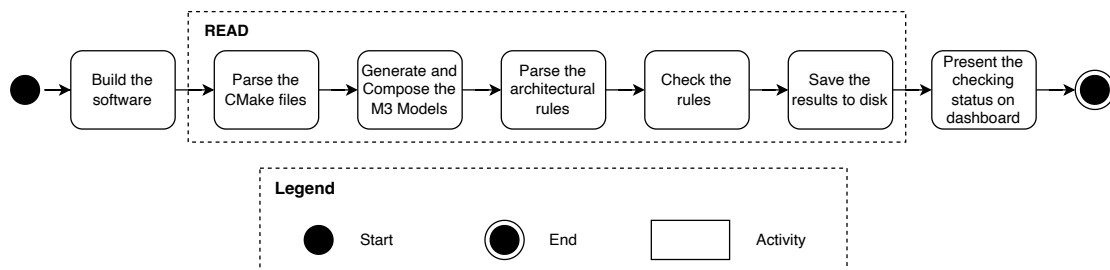 READ
Build the
software
Parse the
CMake files
Generate and
Compose the
M3 Models
Parse the
architectural
rules
Check the
rules
Save the
results to disk
Present the
checking
status on
dashboard
Legend
Start
End
Activity